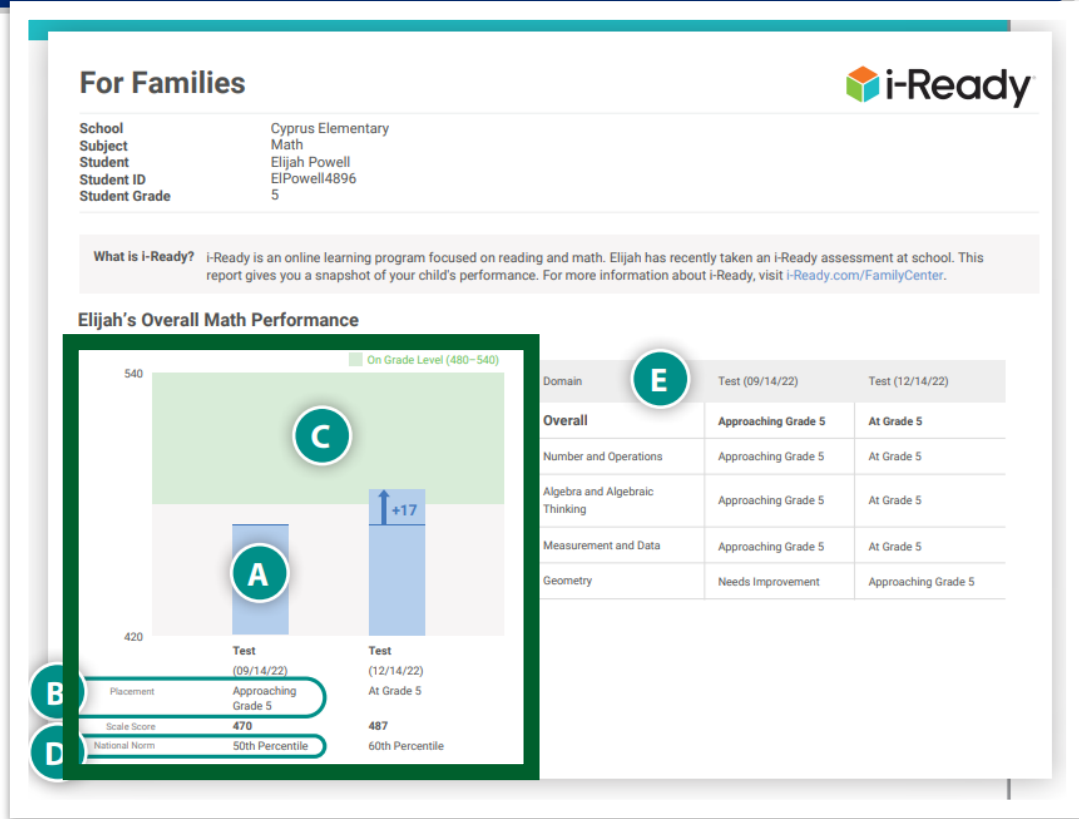 For Families
i-Ready
School Cyprus Elementary
Subject Math
Student Elijah Powell
Student ID ElPowell4896
Student Grade 5
What is i-Ready? i-Ready is an online learning program focused on reading and math. Elijah has recently taken an i-Ready assessment at school. This
report gives you a snapshot of your child's performance. For more information about i-Ready, visit i-Ready.com/FamilyCenter.
Elijah's Overall Math Performance
On Grade Level (480–540)
540
C
+17
A
420
Test Test
(09/14/22) (12/14/22)
B Placement Approaching At Grade 5
Grade 5
Scale Score 470 487
D National Norm 50th Percentile 60th Percentile
Domain E Test (09/14/22) Test (12/14/22)
Overall Approaching Grade 5 At Grade 5
Number and Operations Approaching Grade 5 At Grade 5
Algebra and Algebraic
Thinking Approaching Grade 5 At Grade 5
Measurement and Data Approaching Grade 5 At Grade 5
Geometry Needs Improvement Approaching Grade 5